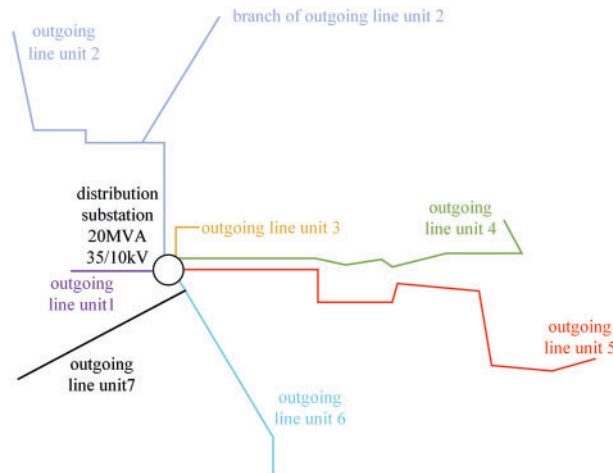 outgoing
line unit 2
branch of outgoing line unit 2
distribution
substation
20MVA
35/10kV
outgoing line unit 3
outgoing
line unit 4
outgoing
line unit1
outgoing
line unit 5
outgoing
line unit7
outgoing
line unit 6